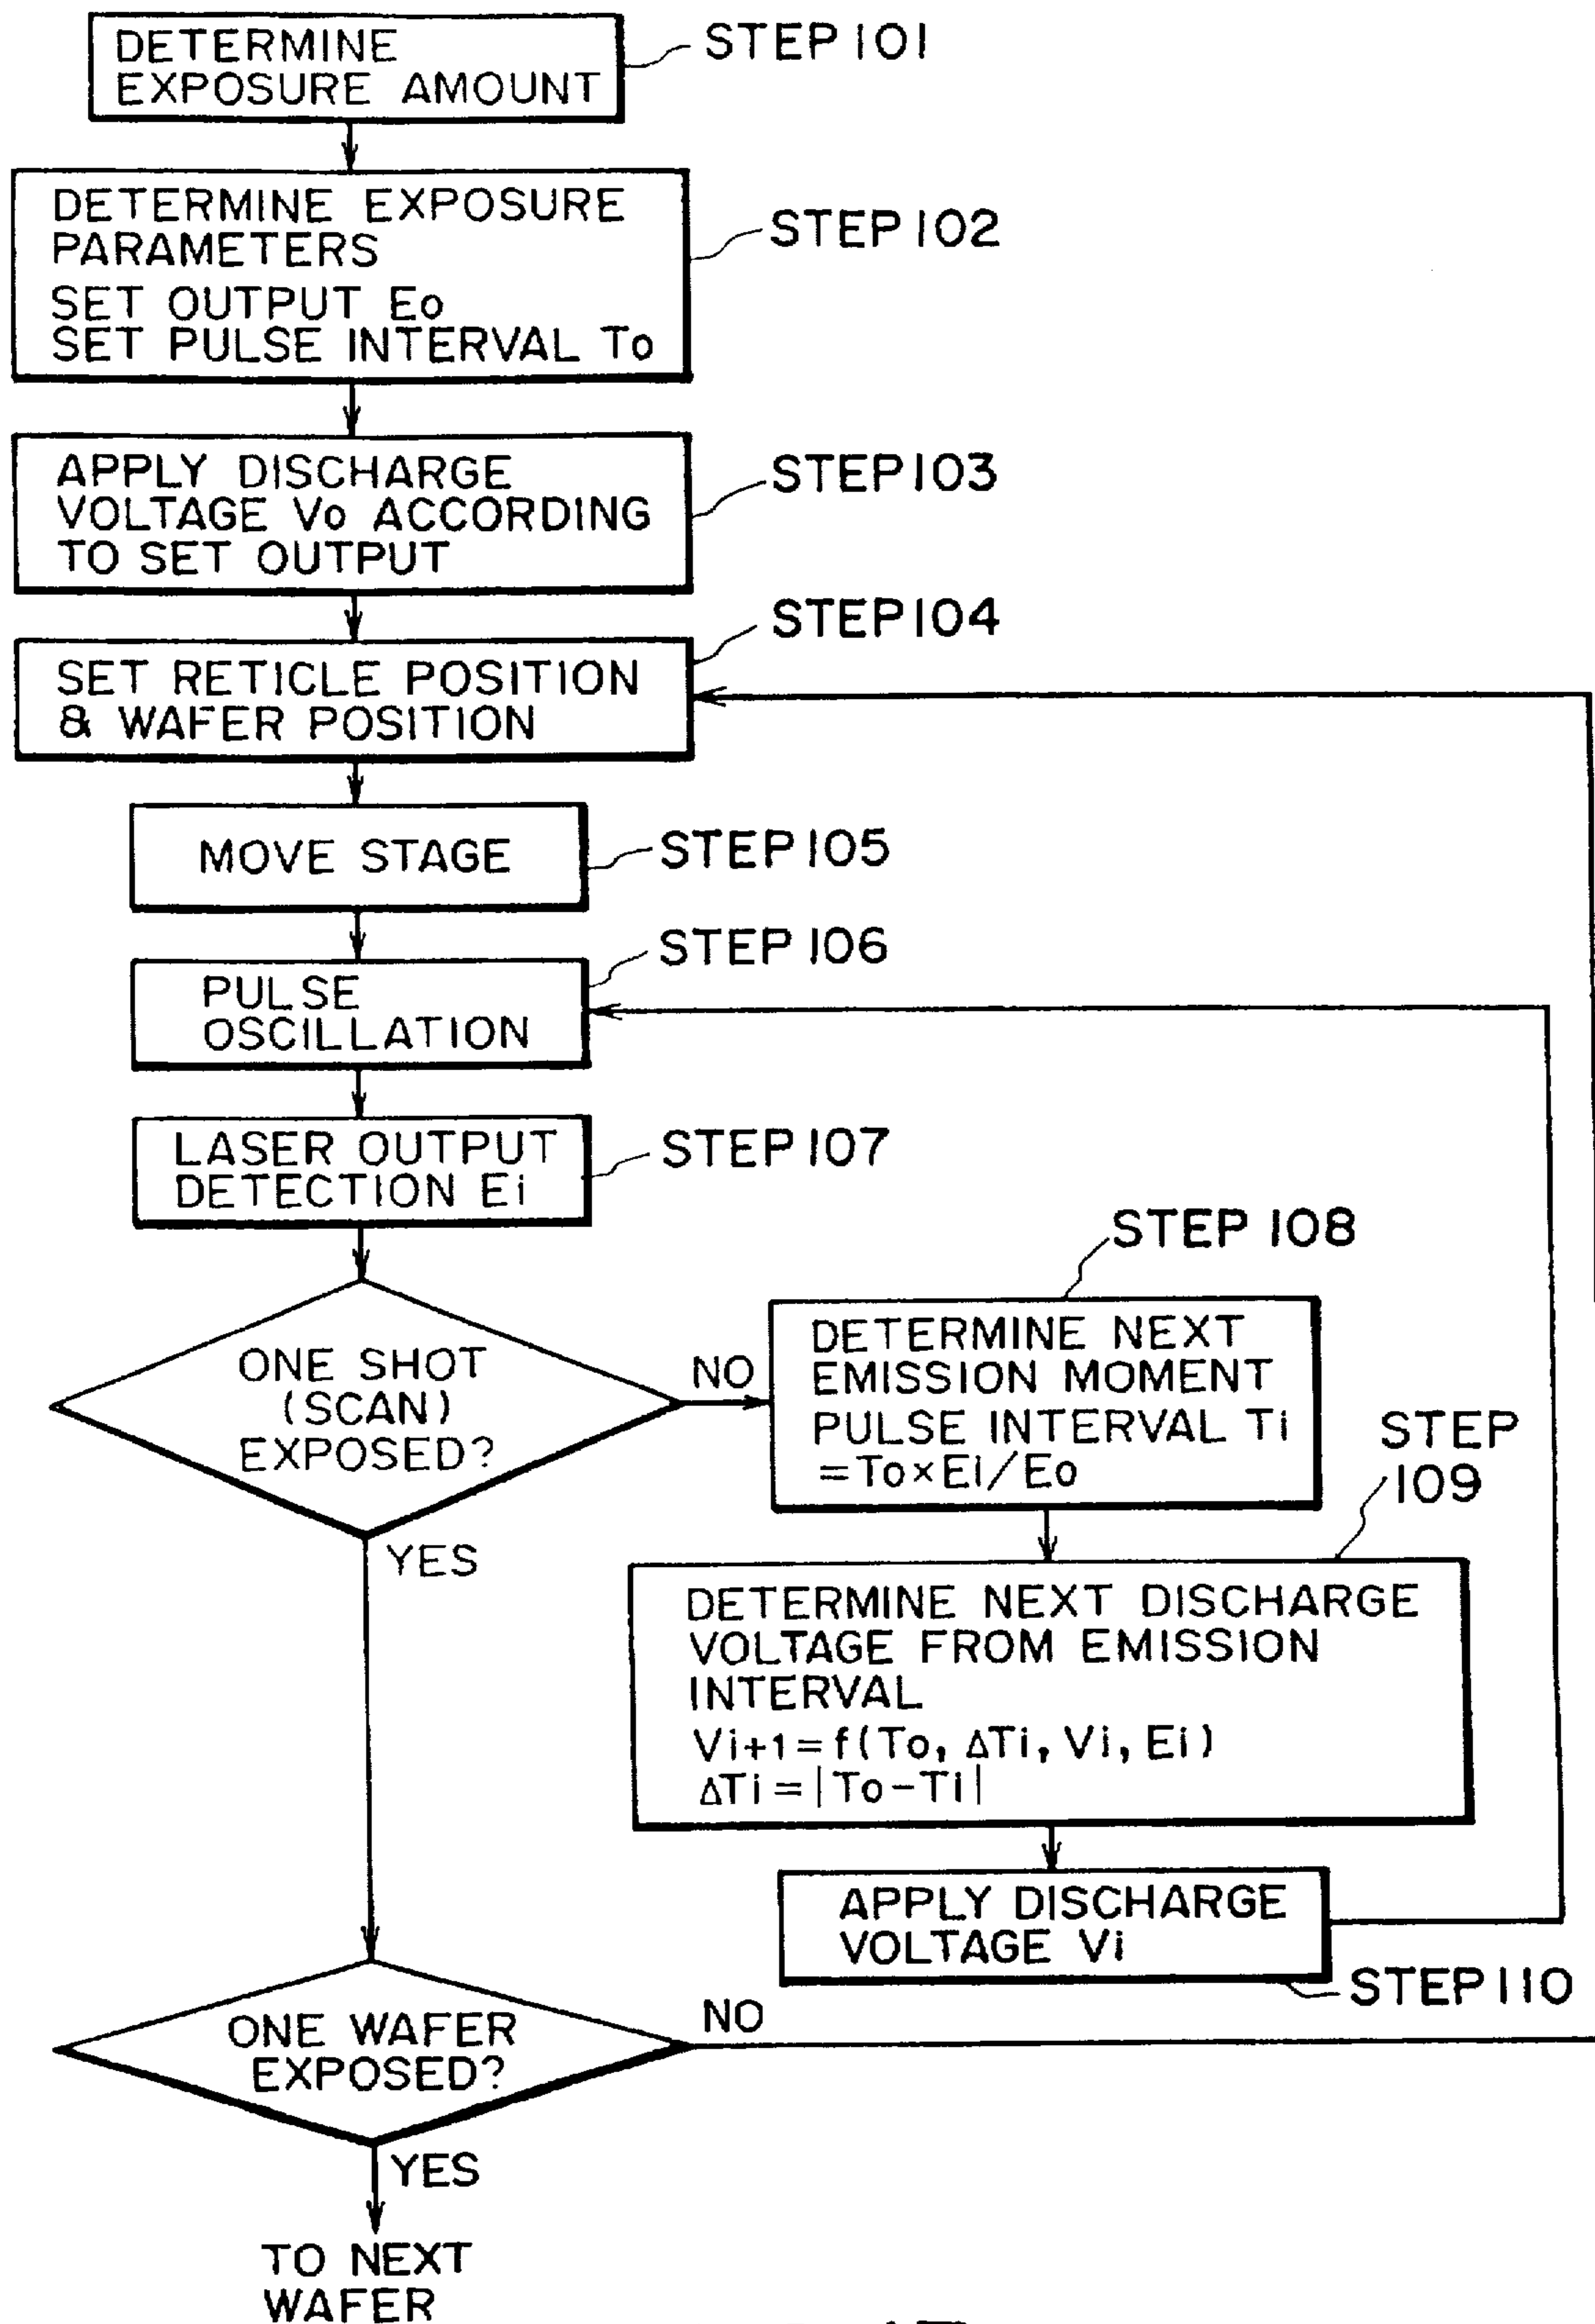 DETERMINE
EXPOSURE AMOUNT
STEP 101
DETERMINE EXPOSURE
PARAMETERS
SET OUTPUT Eo
SET PULSE INTERVAL To
STEP 102
APPLY DISCHARGE
VOLTAGE Vo ACCORDING
TO SET OUTPUT
STEP 103
SET RETICLE POSITION
& WAFER POSITION
STEP 104
MOVE STAGE
STEP 105
PULSE
OSCILLATION
STEP 106
LASER OUTPUT
DETECTION Ei
STEP 107
ONE SHOT
(SCAN)
EXPOSED?
NO
YES
STEP 108
DETERMINE NEXT
EMISSION MOMENT
PULSE INTERVAL Ti
=To×Ei/Eo
STEP
109
DETERMINE NEXT DISCHARGE
VOLTAGE FROM EMISSION
INTERVAL
Vi+1=f(To, ΔTi, Vi, Ei)
ΔTi=|To-Ti|
APPLY DISCHARGE
VOLTAGE Vi
STEP 110
ONE WAFER
EXPOSED?
NO
YES
TO NEXT
WAFER